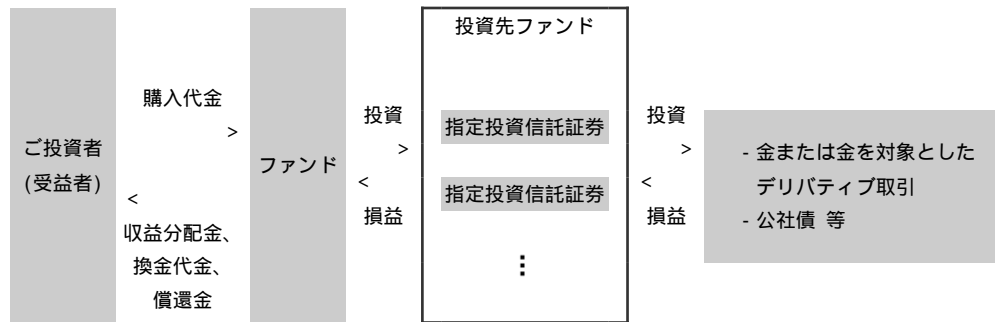 ご投資者
(受益者)
購入代金
>
<
収益分配金、
換金代金、
償還金
ファンド
投資
>
<
損益
投資先ファンド
指定投資信託証券
指定投資信託証券
⋮
投資
>
<
損益
- 金または金を対象とした
デリバティブ取引
- 公社債 等